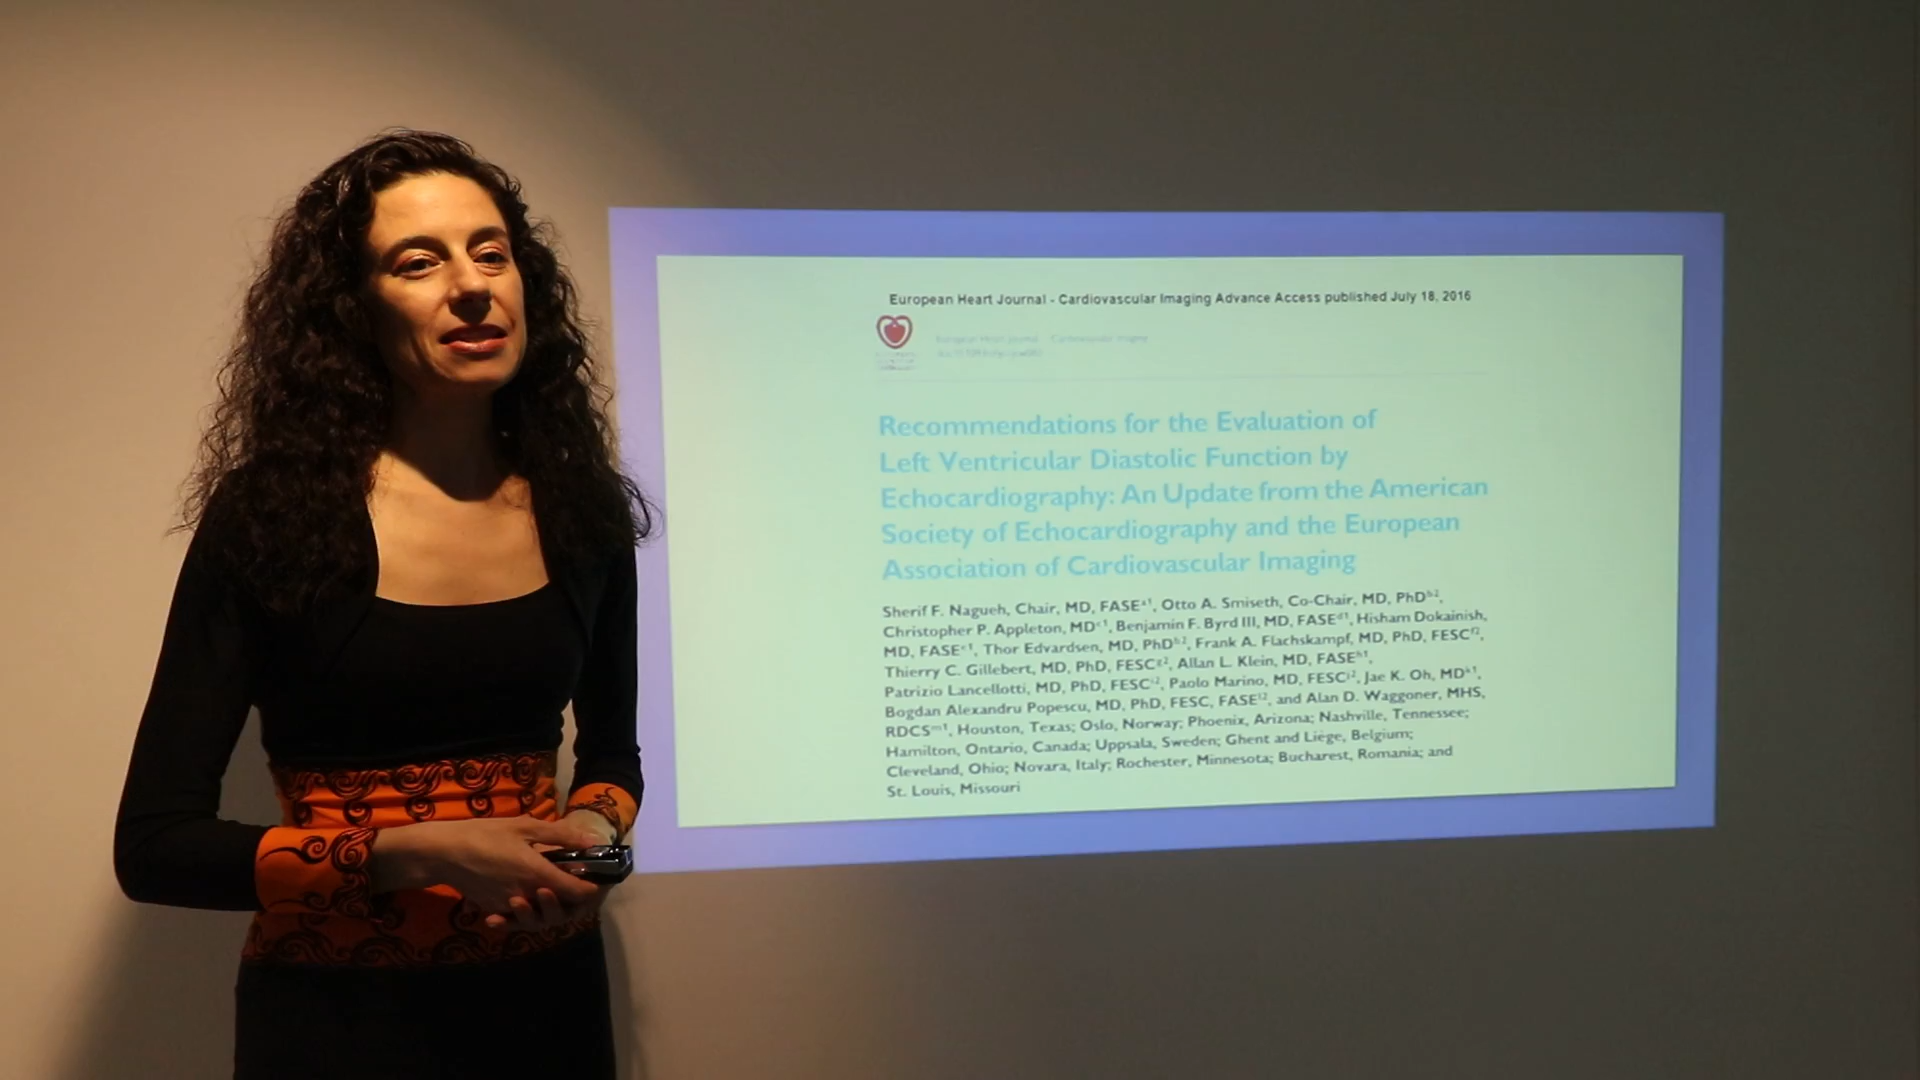 European Heart Journal - Cardiovascular Imaging Advance Access published July 18, 2016
European Heart Journal - Cardiovascular Imaging
Recommendations for the Evaluation of
Left Ventricular Diastolic Function by
Echocardiography: An Update from the American
Society of Echocardiography and the European
Association of Cardiovascular Imaging
Sherif F. Nagueh, Chair, MD, FASE, Otto A. Smiseth, Co-Chair, MD, PhD,
Christopher P. Appleton, MD, Benjamin F. Byrd III, MD, FASE, Hisham Dokainish,
MD, FASE, Thor Edvardsen, MD, PhD, Frank A. Flachskampf, MD, PhD, FESC,
Thierry C. Gillebert, MD, PhD, FESC, Allan L. Klein, MD, FASE,
Patrizio Lancellotti, MD, PhD, FESC, Paolo Marino, MD, FESC, Jae K. Oh, MD,
Bogdan Alexandru Popescu, MD, PhD, FESC, FASE, and Alan D. Waggoner, MHS,
RDCS, Houston, Texas; Oslo, Norway; Phoenix, Arizona; Nashville, Tennessee;
Hamilton, Ontario, Canada; Uppsala, Sweden; Ghent and Liège, Belgium;
Cleveland, Ohio; Novara, Italy; Rochester, Minnesota; Bucharest, Romania; and
St. Louis, Missouri